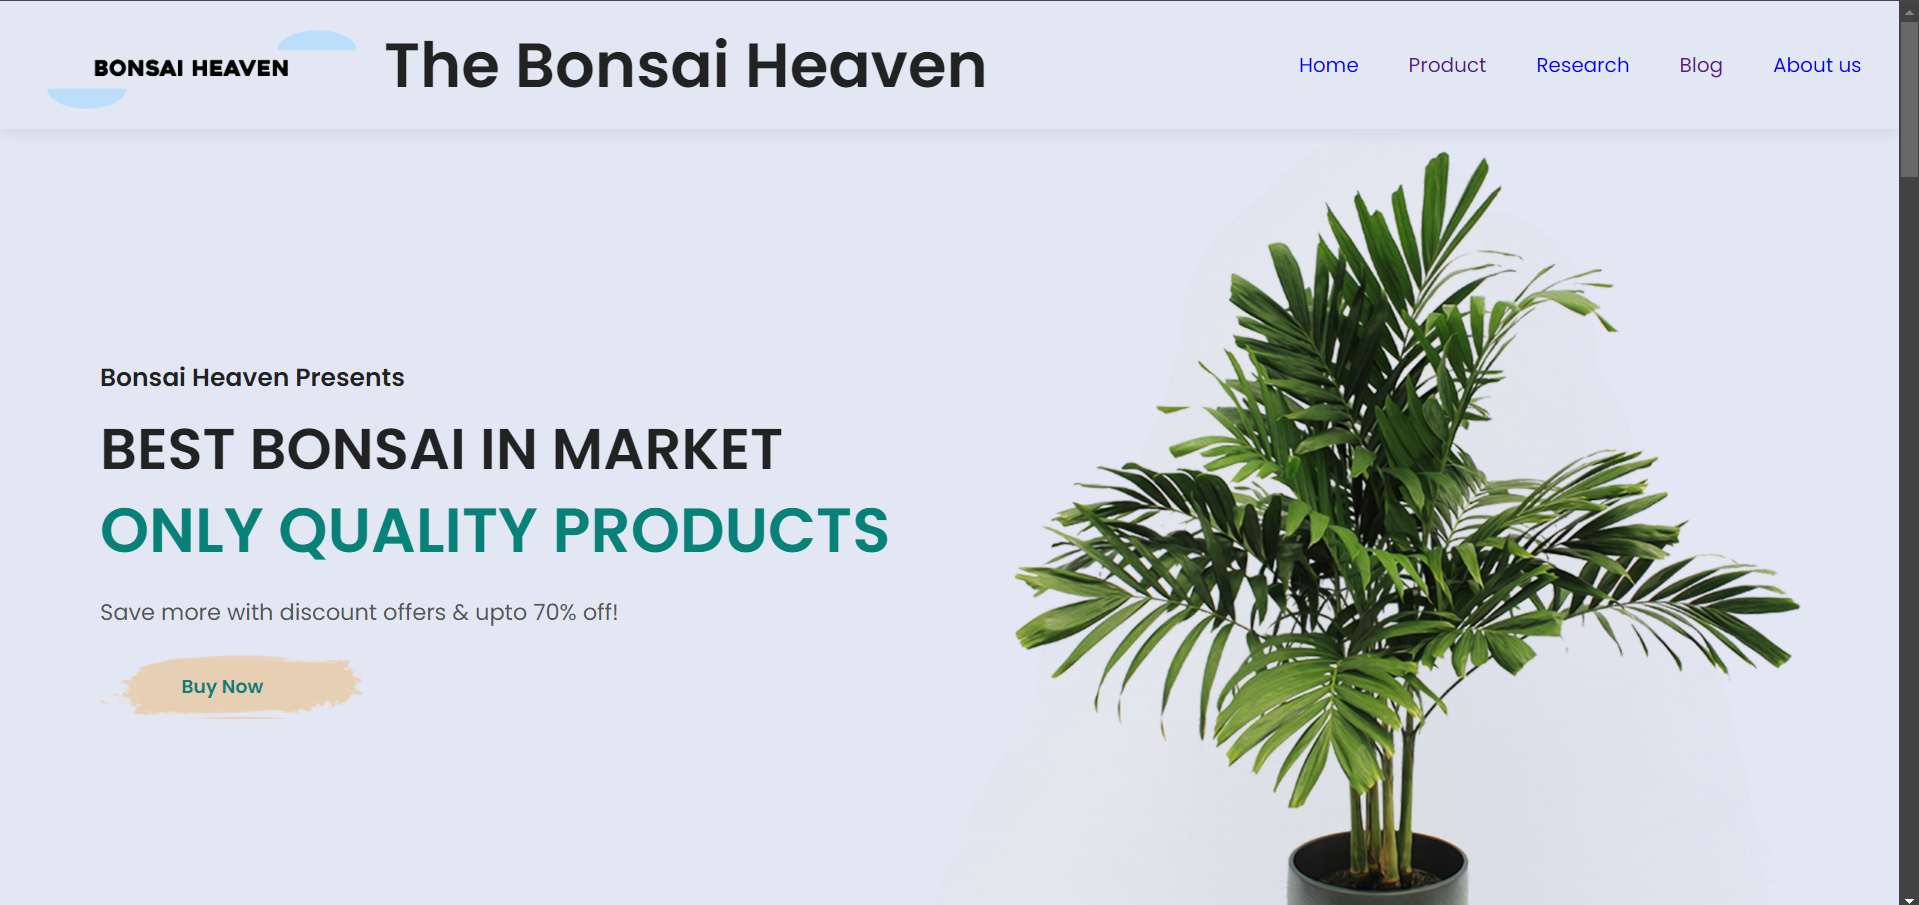 BONSAI HEAVEN
The Bonsai Heaven
Home Product Research Blog About us
Bonsai Heaven Presents
BEST BONSAI IN MARKET
ONLY QUALITY PRODUCTS
Save more with discount offers & upto 70% off!
Buy Now